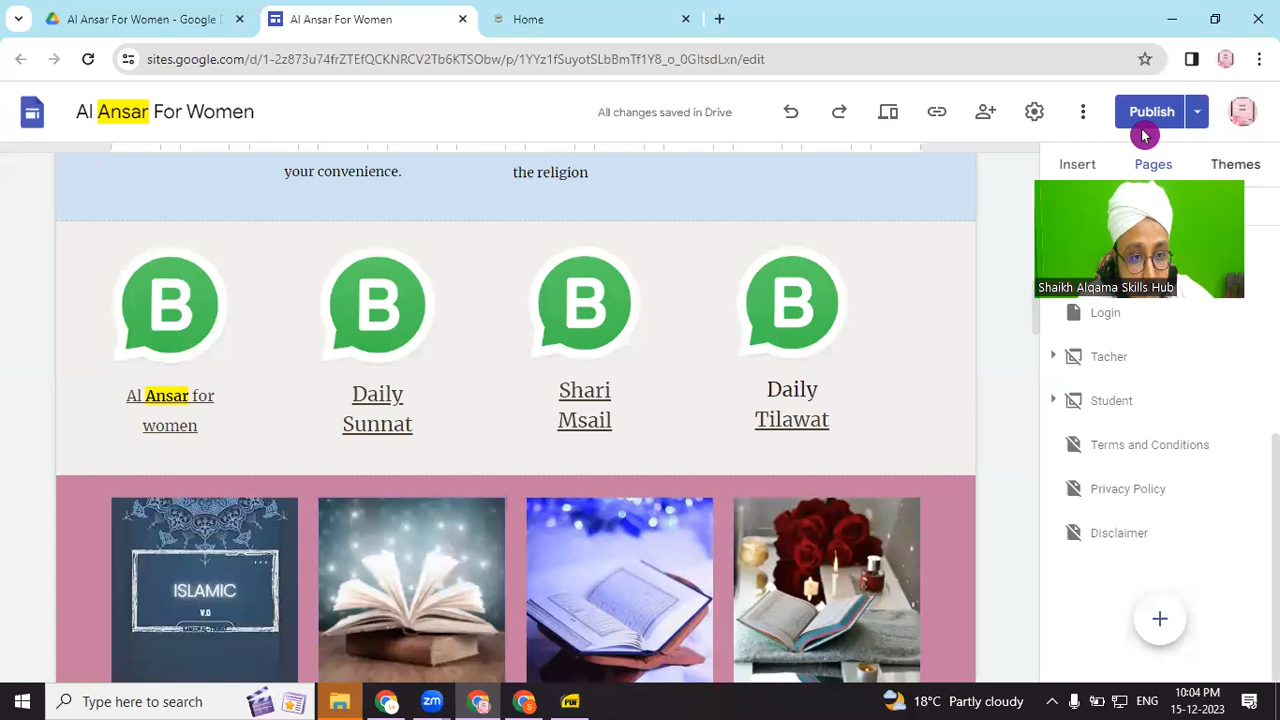 Al Ansar For Women - Google D
Al Ansar For Women
Home
sites.google.com/d/1-2z873u74frZTEfQCKNRCV2Tb6KTSObm/p/1YYz1fSuyotSLbBmTf1Y8_o_0GItsdLxn/edit
Al Ansar For Women
All changes saved in Drive
Publish
Insert
Pages
Themes
your convenience.
the religion
Shaikh Alqama Skills Hub
Login
Tacher
Student
Terms and Conditions
Privacy Policy
Disclaimer
B
B
B
B
Al Ansar for
women
Daily
Sunnat
Shari
Msail
Daily
Tilawat
ISLAMIC
V.O
Type here to search
18°C Partly cloudy
ENG
10:04 PM
15-12-2023